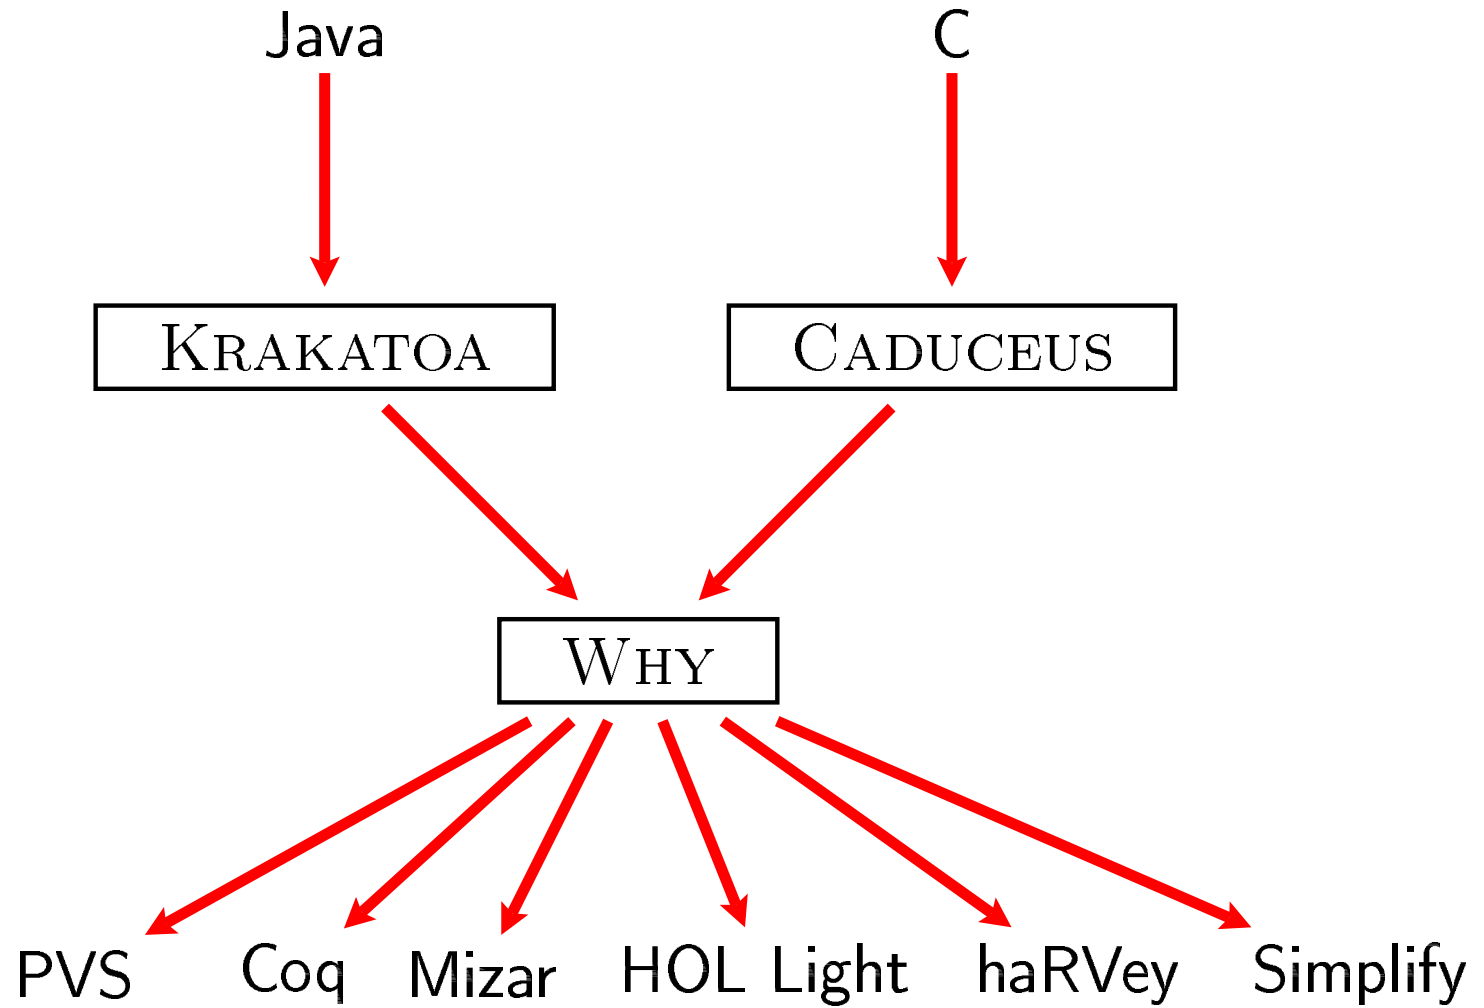 Java
C
KRAKATOA
CADUCEUS
WHY
PVS
Coq
Mizar
HOL Light
haRVey
Simplify